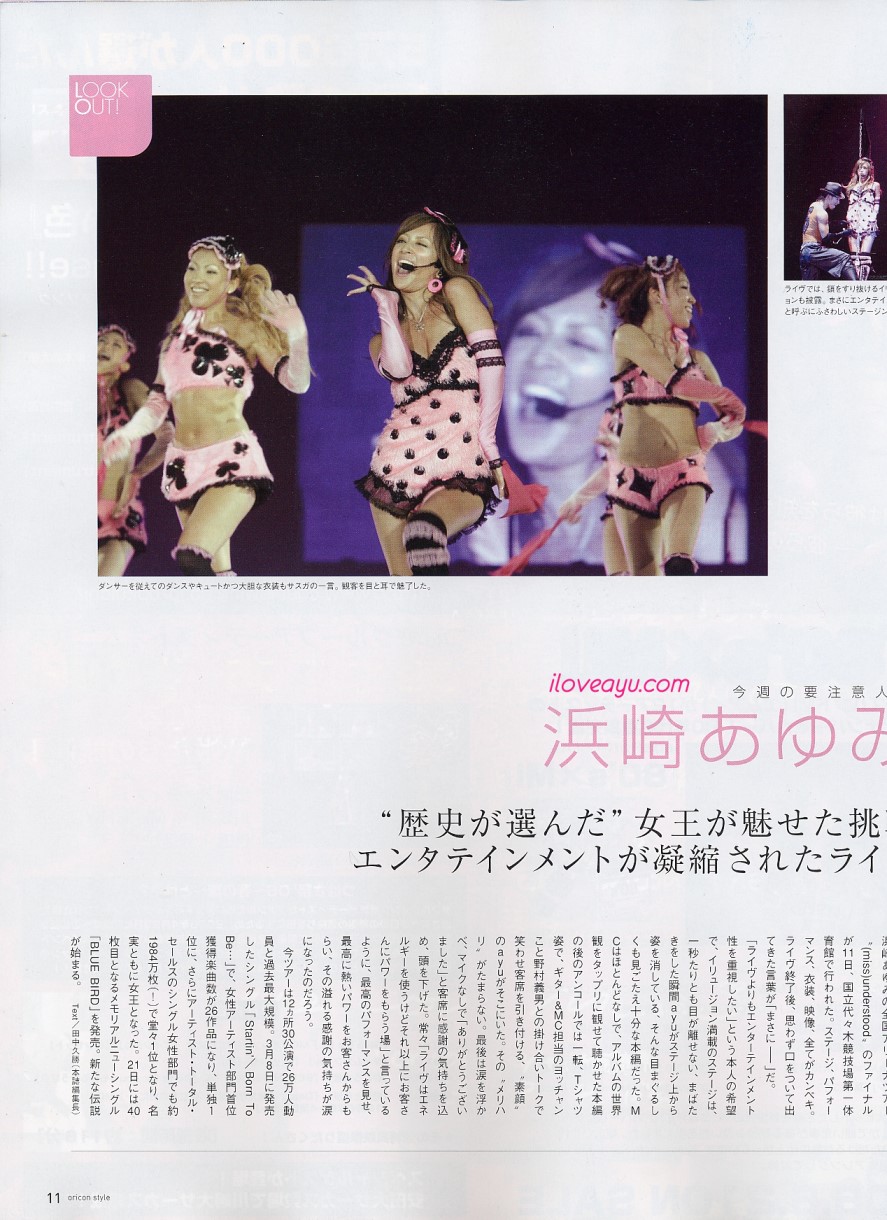 LOOK
OUT!
ライヴでは、鎖をすり抜けるイリ
ョンも披露。まさにエンタテイ
と呼ぶにふさわしいステージン
ダンサーを従えてのダンスやキュートかつ大胆な衣装もサスガの一言。観客を目と耳で魅了した。
iloveayu.com
今週の要注意人
浜崎あゆみ
“歴史が選んだ”女王が魅せた挑
エンタテインメントが凝縮されたライ
浜崎あゆみの全国アリーナツアー
“(miss)understood”のファイナル
が11日、国立代々木競技場第一体
育館で行われた。ステージ、パフォー
マンス、衣装、映像、全てがカンペキ。
ライヴ終了後、思わず口をついて出
てきた言葉が「まさに――」だ。
「ライヴよりもエンターテインメント
性を重視したい」という本人の希望
で、イリュージョン満載のステージは、
一秒たりとも目が離せない。まばた
きをした瞬間ayuがステージ上から
姿を消している、そんな目まぐるし
くも見ごたえ十分な本編だった。M
Cはほとんどなしで、アルバムの世界
観をタップリに観せて聴かせた本編
の後のアンコールでは一転、Tシャツ
姿で、ギター&MC担当のヨッチャン
こと野村義男との掛け合いトークで
笑わせ客席を引き付ける、“素顔”
のayuがそこにいた。その“メリハ
リ”がたまらない。最後は涙を浮か
べ、マイクなしで「ありがとうござい
ました」と客席に感謝の気持ちを込
め、頭を下げた。常々「ライヴはエネ
ルギーを使うけどそれ以上にお客さ
んにパワーをもらう場」と言っている
ように、最高のパフォーマンスを見せ、
最高に熱いパワーをお客さんからも
らい、その溢れる感謝の気持ちが涙
になったのだろう。
今ツアーは12ヵ所30公演で26万人動
員と過去最大規模。3月8日に発売
したシングル「Startin'/Born To
Be…」で、女性アーティスト部門首位
獲得楽曲数が26作品になり、単独1
位に、さらにアーティスト・トータル・
セールスのシングル女性部門でも約
1984万枚(!)で堂々1位となり、名
実ともに女王となった。21日には40
枚目となるメモリアルニューシングル
「BLUE BIRD」を発売。新たな伝説
が始まる。 Text/田中久勝(本誌編集長)
11 oricon style